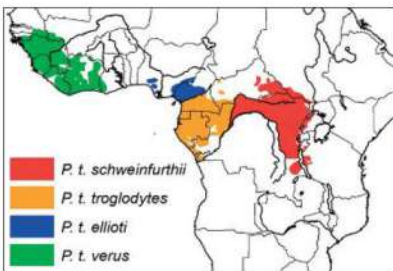 P. t. schweinfurthii
P. t. troglodytes
P. t. ellioti
P. t. verus